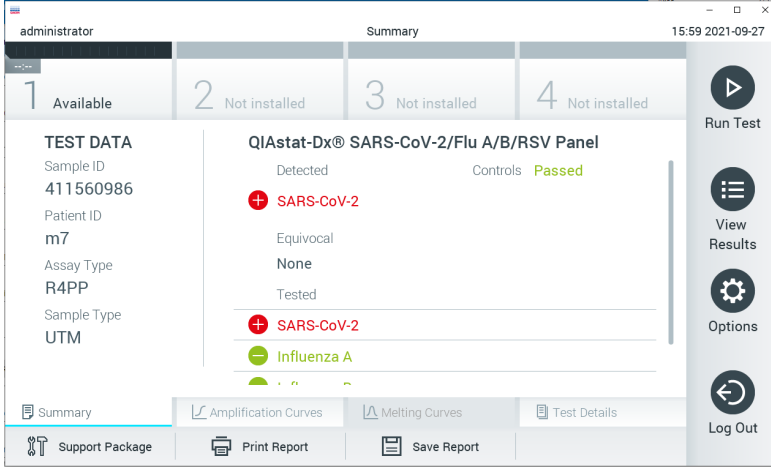 administrator
Summary
15:59 2021-09-27
--:--
1 Available
2 Not installed
3 Not installed
4 Not installed
Run Test
TEST DATA
Sample ID
411560986
Patient ID
m7
Assay Type
R4PP
Sample Type
UTM
QIAstat-Dx® SARS-CoV-2/Flu A/B/RSV Panel
Detected
Controls Passed
SARS-CoV-2
Equivocal
None
Tested
SARS-CoV-2
Influenza A
View
Results
Options
Log Out
Summary
Amplification Curves
Melting Curves
Test Details
Support Package
Print Report
Save Report